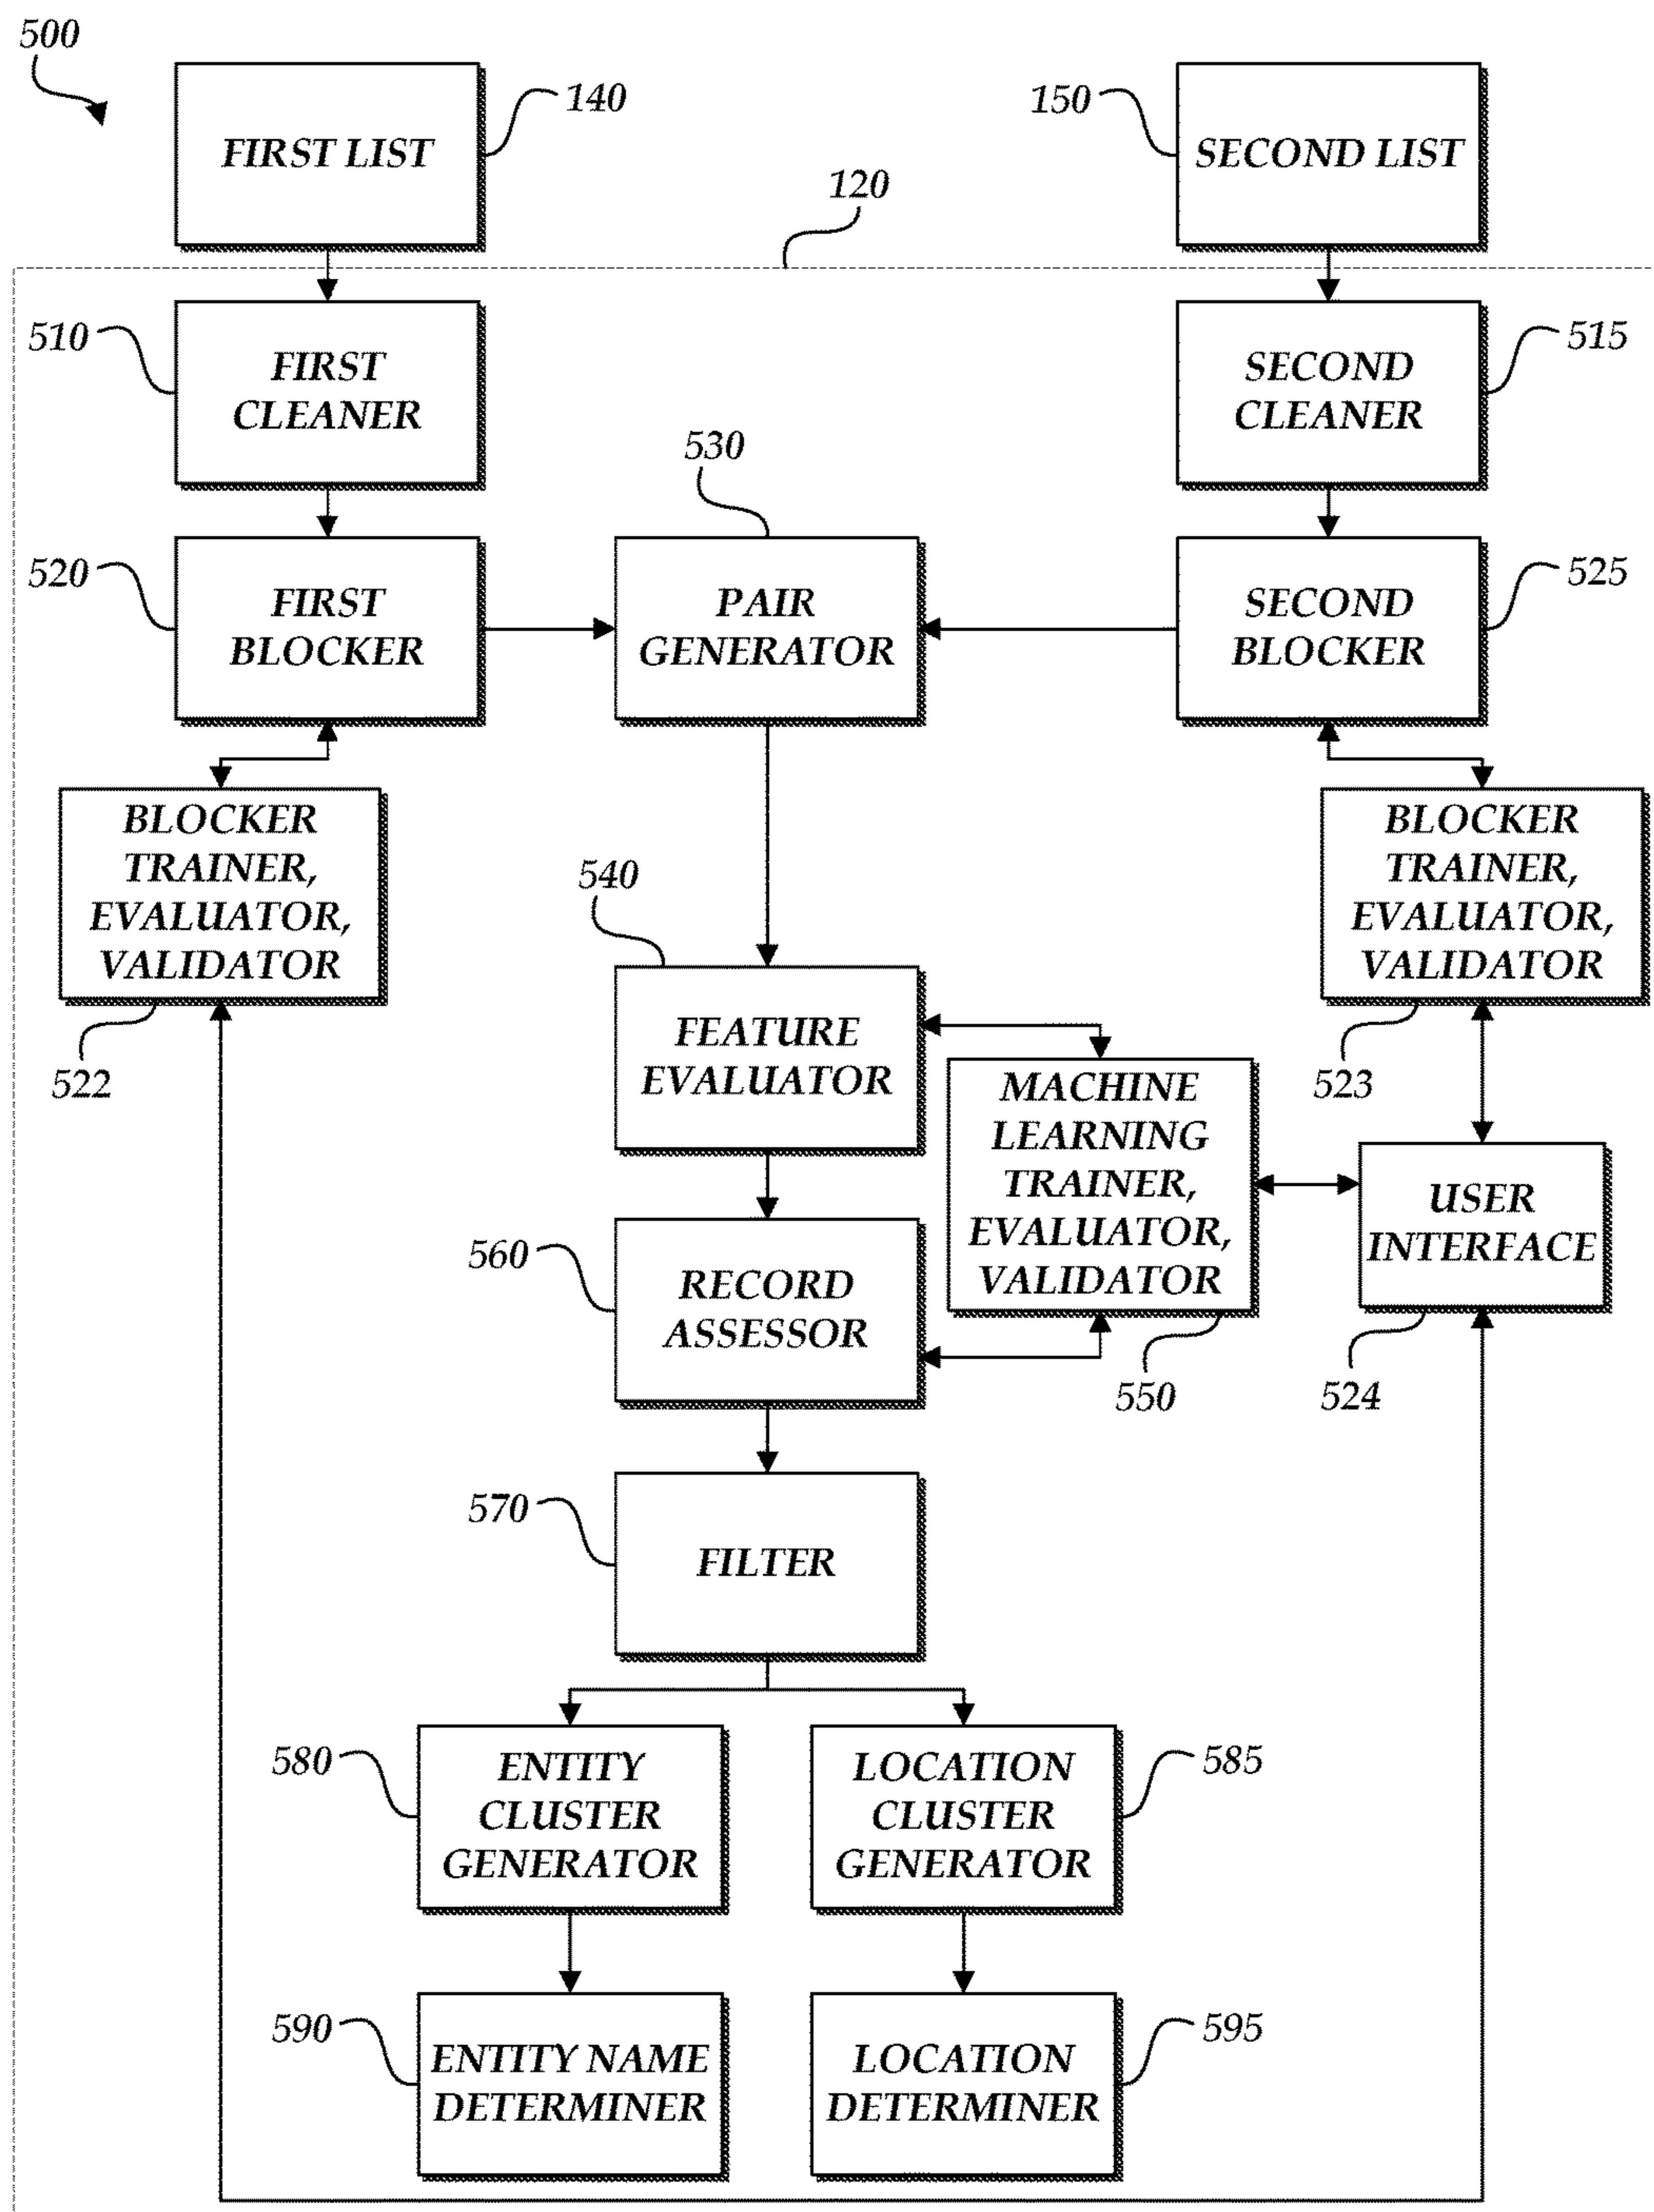 500
FIRST LIST
140
150
SECOND LIST
120
510
FIRST
CLEANER
SECOND
CLEANER
515
530
520
FIRST
BLOCKER
PAIR
GENERATOR
SECOND
BLOCKER
525
BLOCKER
TRAINER,
EVALUATOR,
VALIDATOR
522
BLOCKER
TRAINER,
EVALUATOR,
VALIDATOR
523
540
FEATURE
EVALUATOR
MACHINE
LEARNING
TRAINER,
EVALUATOR,
VALIDATOR
550
USER
INTERFACE
524
560
RECORD
ASSESSOR
570
FILTER
580
ENTITY
CLUSTER
GENERATOR
LOCATION
CLUSTER
GENERATOR
585
590
ENTITY NAME
DETERMINER
LOCATION
DETERMINER
595